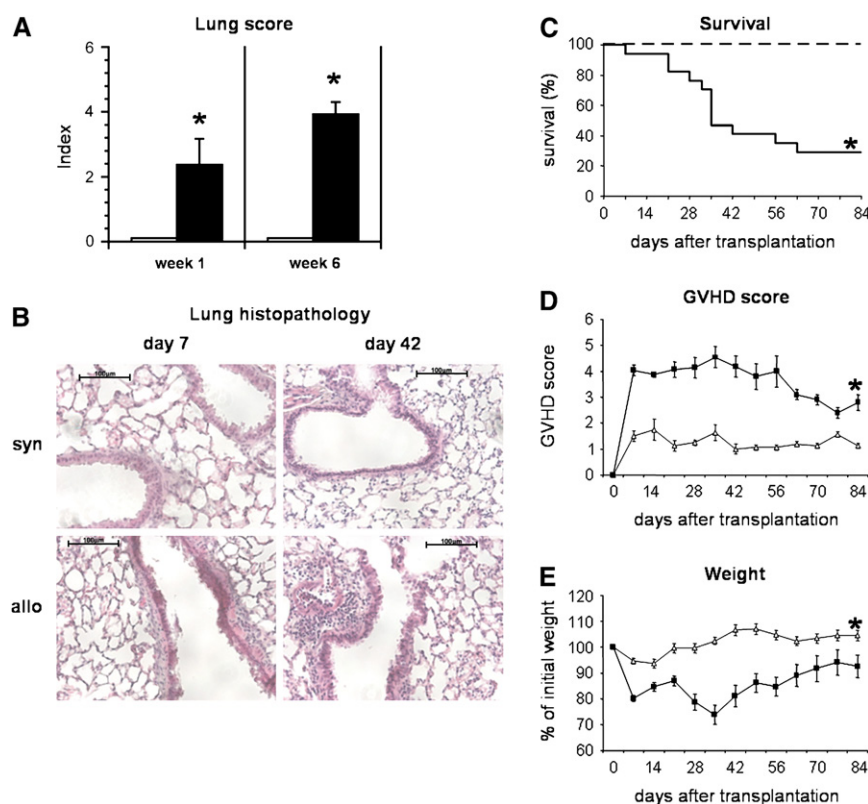 A
Lung score
Index
6
4
2
0
*
*
week 1
week 6
B
Lung histopathology
day 7
day 42
syn
allo
100µm
100µm
100µm
100µm
C
Survival
survival (%)
100
80
60
40
20
0
*
0 14 28 42 56 70 84
days after transplantation
D
GVHD score
GVHD score
6
5
4
3
2
1
0
*
0 14 28 42 56 70 84
days after transplantation
E
Weight
% of initial weight
120
110
100
90
80
70
60
*
0 14 28 42 56 70 84
days after transplantation